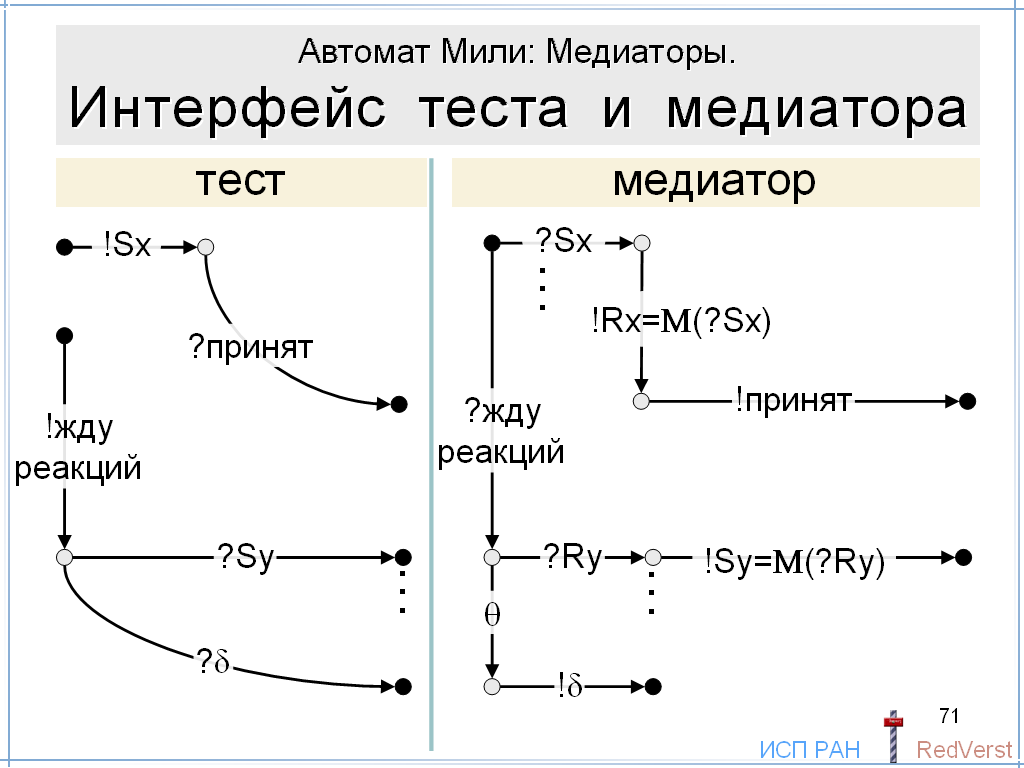 Автомат Мили: Медиаторы.
Интерфейс теста и медиатора
тест
!Sx
?принят
!жду
реакций
?Sy
?δ
медиатор
?Sx
!Rx=M(?Sx)
!принят
?жду
реакций
?Ry
!Sy=M(?Ry)
θ
!δ
71
ИСП РАН
RedVerst